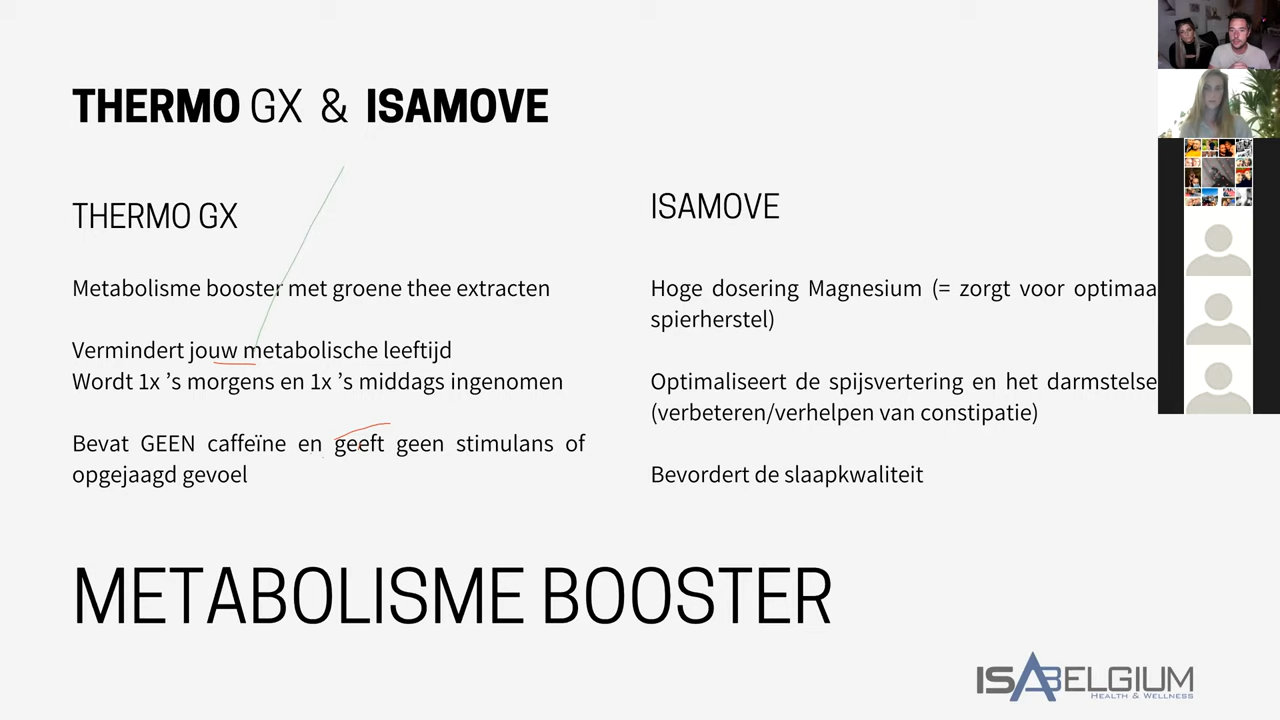 THERMO GX & ISAMOVE
THERMO GX
Metabolisme booster met groene thee extracten
Vermindert jouw metabolische leeftijd
Wordt 1x ’s morgens en 1x ’s middags ingenomen
Bevat GEEN caffeïne en geeft geen stimulans of
opgejaagd gevoel
ISAMOVE
Hoge dosering Magnesium (= zorgt voor optimaa
spierherstel)
Optimaliseert de spijsvertering en het darmstelse
(verbeteren/verhelpen van constipatie)
Bevordert de slaapkwaliteit
METABOLISME BOOSTER
ISABELGIUM
HEALTH & WELLNESS